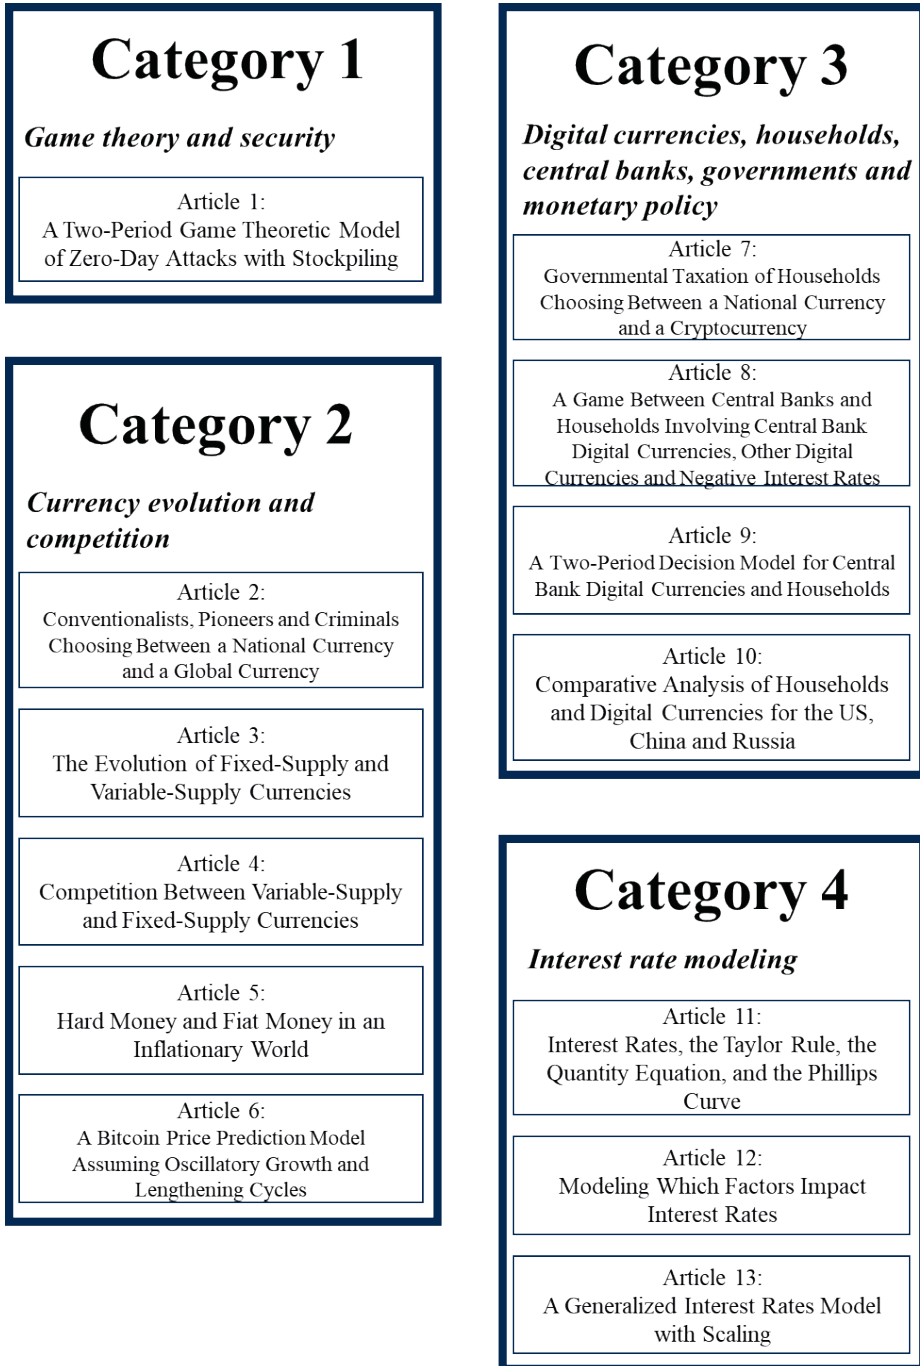 Category 1
Game theory and security
Article 1:
A Two-Period Game Theoretic Model
of Zero-Day Attacks with Stockpiling
Category 2
Currency evolution and
competition
Article 2:
Conventionalists, Pioneers and Criminals
Choosing Between a National Currency
and a Global Currency
Article 3:
The Evolution of Fixed-Supply and
Variable-Supply Currencies
Article 4:
Competition Between Variable-Supply
and Fixed-Supply Currencies
Article 5:
Hard Money and Fiat Money in an
Inflationary World
Article 6:
A Bitcoin Price Prediction Model
Assuming Oscillatory Growth and
Lengthening Cycles
Category 3
Digital currencies, households,
central banks, governments and
monetary policy
Article 7:
Governmental Taxation of Households
Choosing Between a National Currency
and a Cryptocurrency
Article 8:
A Game Between Central Banks and
Households Involving Central Bank
Digital Currencies, Other Digital
Currencies and Negative Interest Rates
Article 9:
A Two-Period Decision Model for Central
Bank Digital Currencies and Households
Article 10:
Comparative Analysis of Households
and Digital Currencies for the US,
China and Russia
Category 4
Interest rate modeling
Article 11:
Interest Rates, the Taylor Rule, the
Quantity Equation, and the Phillips
Curve
Article 12:
Modeling Which Factors Impact
Interest Rates
Article 13:
A Generalized Interest Rates Model
with Scaling